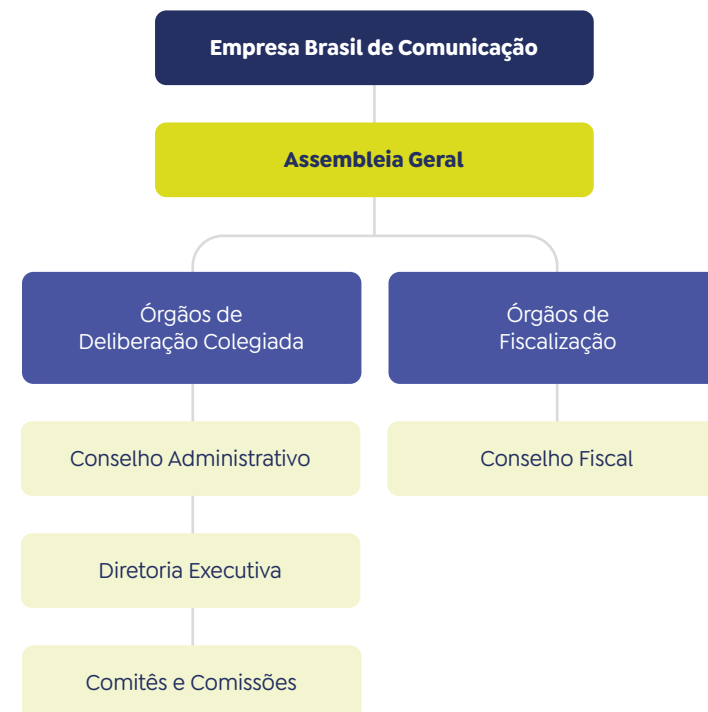 Empresa Brasil de Comunicação
Assembleia Geral
Órgãos de
Deliberação Colegiada
Órgãos de
Fiscalização
Conselho Administrativo
Conselho Fiscal
Diretoria Executiva
Comitês e Comissões